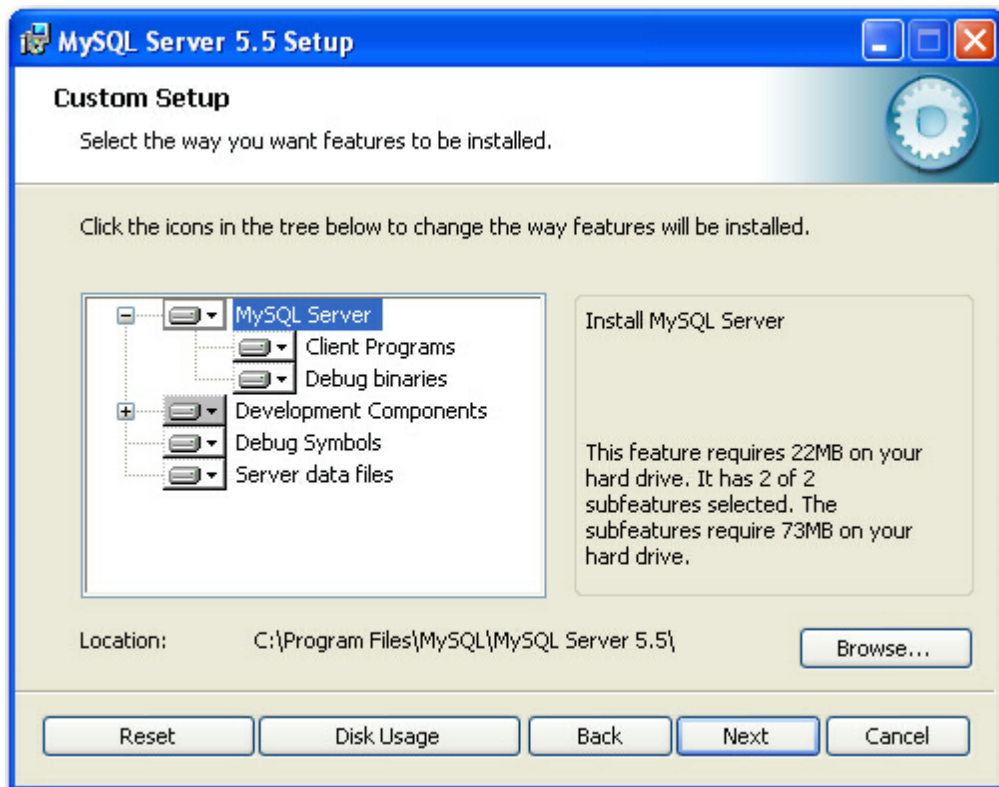 MySQL Server 5.5 Setup
Custom Setup
Select the way you want features to be installed.
Click the icons in the tree below to change the way features will be installed.
MySQL Server
Client Programs
Debug binaries
Development Components
Debug Symbols
Server data files
Install MySQL Server
This feature requires 22MB on your
hard drive. It has 2 of 2
subfeatures selected. The
subfeatures require 73MB on your
hard drive.
Location: C:\Program Files\MySQL\MySQL Server 5.5\
Browse...
Reset Disk Usage Back Next Cancel